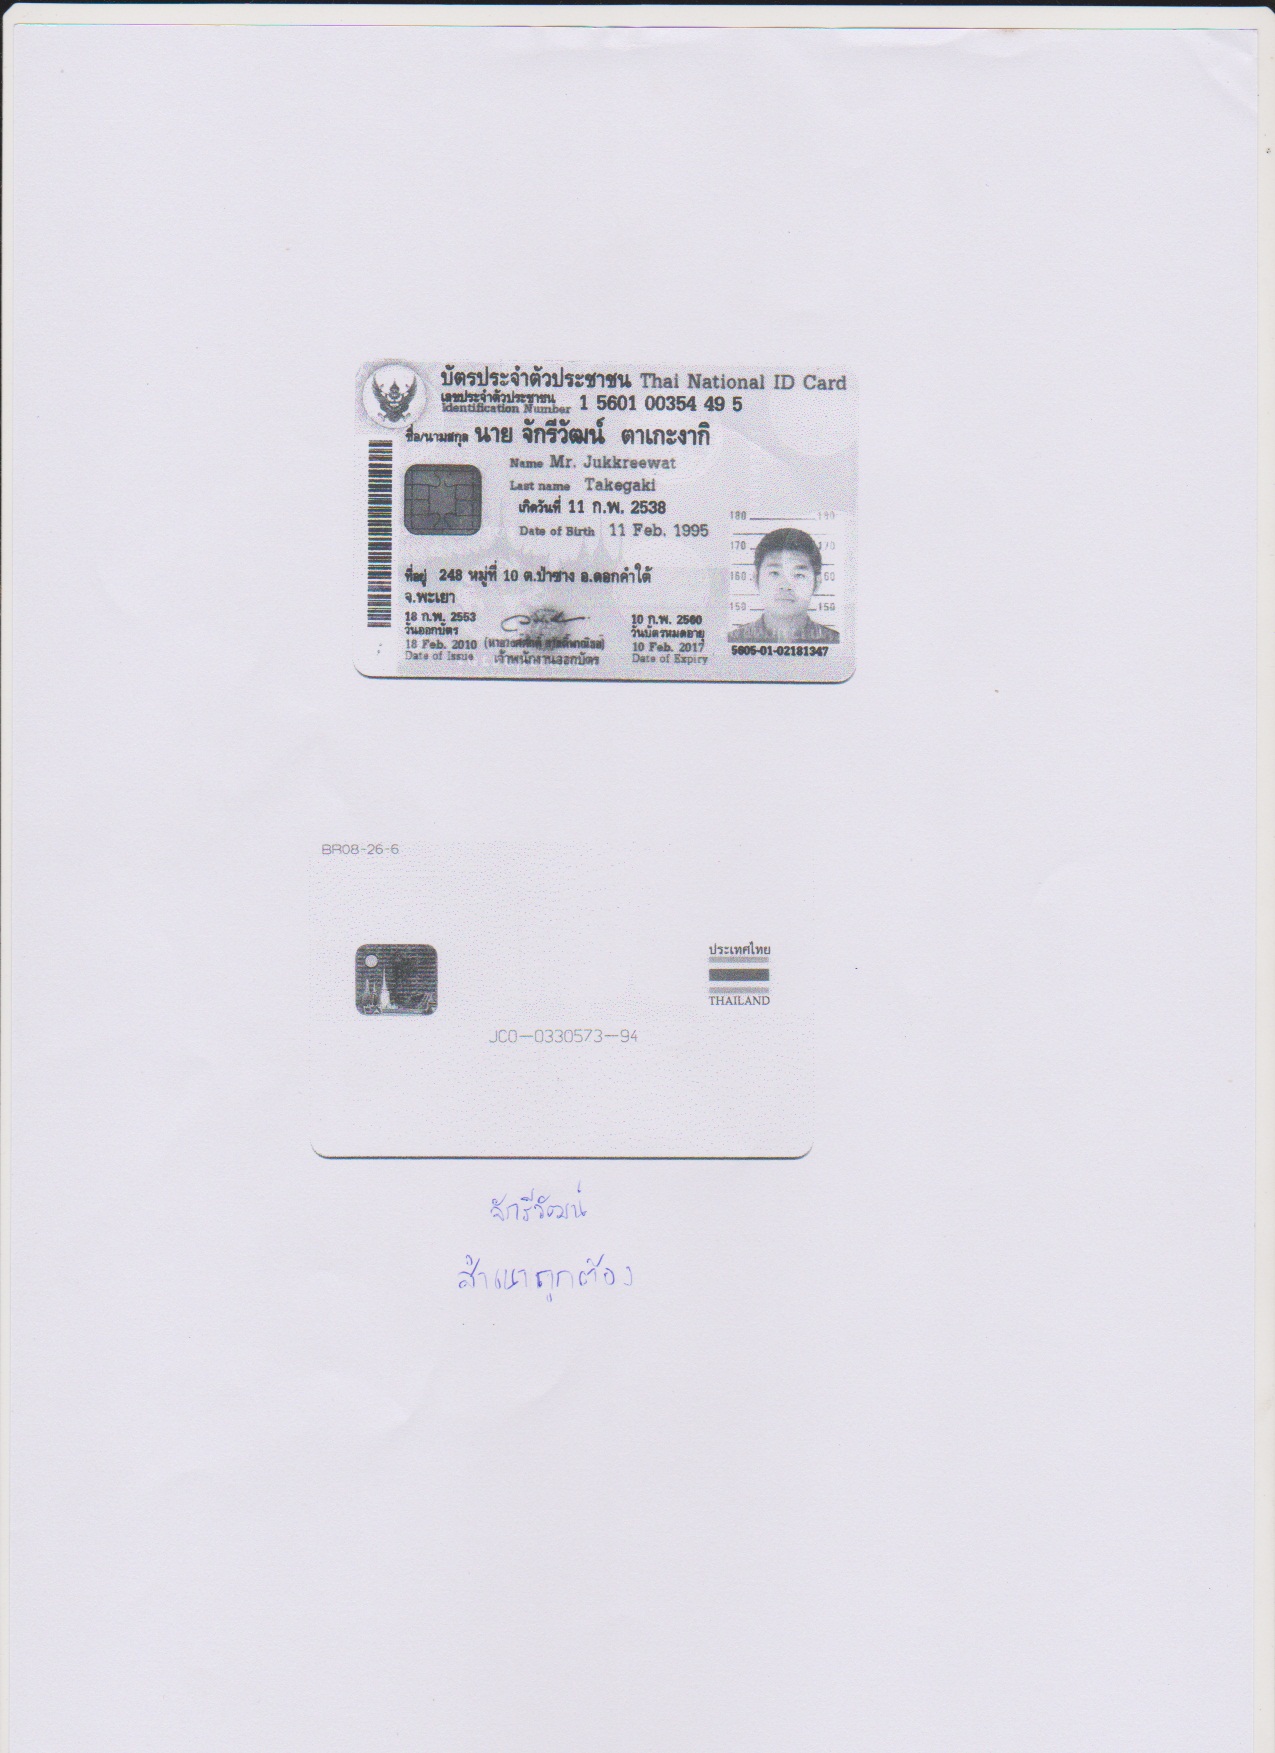 บัตรประจำตัวประชาชน Thai National ID Card
เลขประจำตัวประชาชน
Identification Number 1 5601 00354 49 5
ชื่อ/นามสกุล นาย จักรีวัฒน์ ตาเกะงากิ
Name Mr. Jukkreewat
Last name Takegaki
เกิดวันที่ 11 ก.พ. 2538
Date of Birth 11 Feb. 1995
180 190
170 170
160 160
150 150
ที่อยู่ 248 หมู่ที่ 10 ต.ป่าซาง อ.ดอกคำใต้
จ.พะเยา
18 ก.พ. 2553
วันออกบัตร
18 Feb. 2010
Date of Issue
เจ้าพนักงานออกบัตร
10 ก.พ. 2560
วันบัตรหมดอายุ
10 Feb. 2017
Date of Expiry
5605-01-02181347
BR08-26-6
ประเทศไทย
THAILAND
JC0-0330573-94
จักรีวัฒน์
สำเนาถูกต้อง